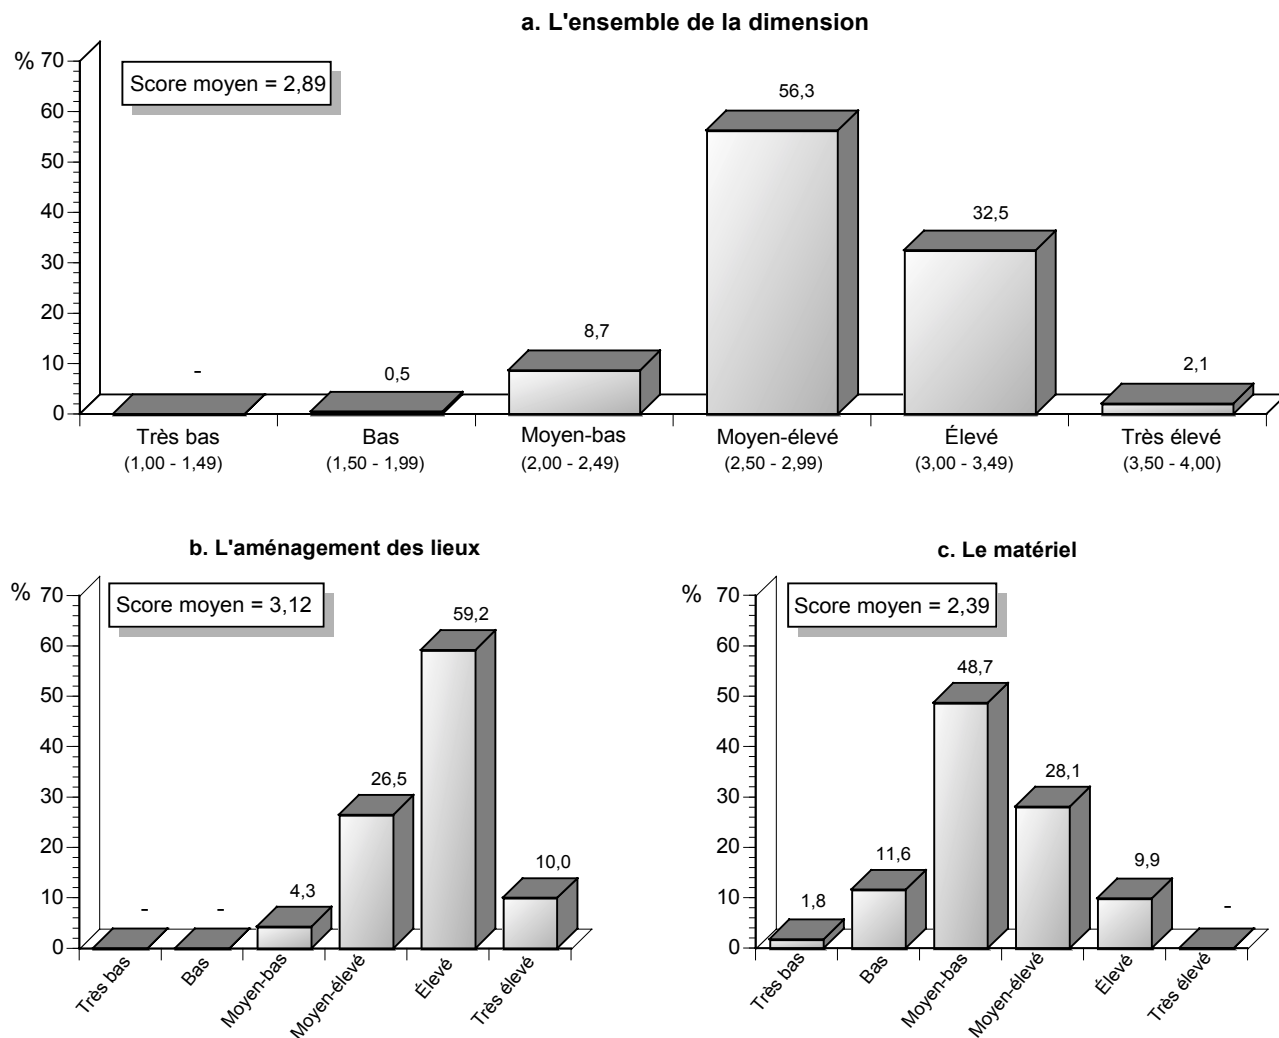 a. L'ensemble de la dimension
% 70
Score moyen = 2,89
60
50
40
30
20
10
0
-
0,5
8,7
56,3
32,5
2,1
Très bas
(1,00 - 1,49)
Bas
(1,50 - 1,99)
Moyen-bas
(2,00 - 2,49)
Moyen-élevé
(2,50 - 2,99)
Élevé
(3,00 - 3,49)
Très élevé
(3,50 - 4,00)
b. L'aménagement des lieux
% 70
Score moyen = 3,12
60
50
40
30
20
10
0
-
-
4,3
26,5
59,2
10,0
Très bas
Bas
Moyen-bas
Moyen-élevé
Élevé
Très élevé
c. Le matériel
% 70
Score moyen = 2,39
60
50
40
30
20
10
0
1,8
11,6
48,7
28,1
9,9
-
Très bas
Bas
Moyen-bas
Moyen-élevé
Élevé
Très élevé